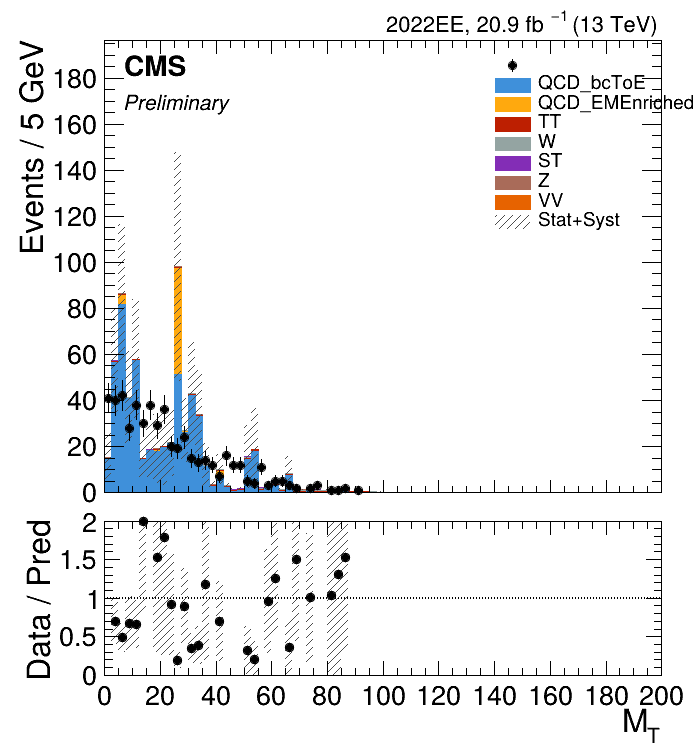 2022EE, 20.9 fb ⁻¹ (13 TeV)
Events / 5 GeV
CMS
Preliminary
QCD_bcToE
QCD_EMEnriched
TT
W
ST
Z
VV
Stat+Syst
180
160
140
120
100
80
60
40
20
0
Data / Pred
2
1.5
1
0.5
0
0 20 40 60 80 100 120 140 160 180 200
M_T